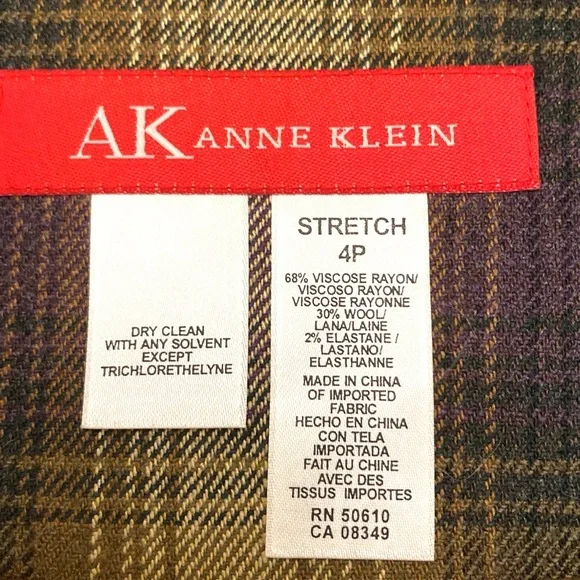 AK ANNE KLEIN
DRY CLEAN
WITH ANY SOLVENT
EXCEPT
TRICHLORETHELYNE
STRETCH
4P
68% VISCOSE RAYON/
VISCOSO RAYON/
VISCOSE RAYONNE
30% WOOL/
LANA/LAINE
2% ELASTANE /
LASTANO/
ELASTHANNE
MADE IN CHINA
OF IMPORTED
FABRIC
HECHO EN CHINA
CON TELA
IMPORTADA
FAIT AU CHINE
AVEC DES
TISSUS IMPORTES
RN 50610
CA 08349